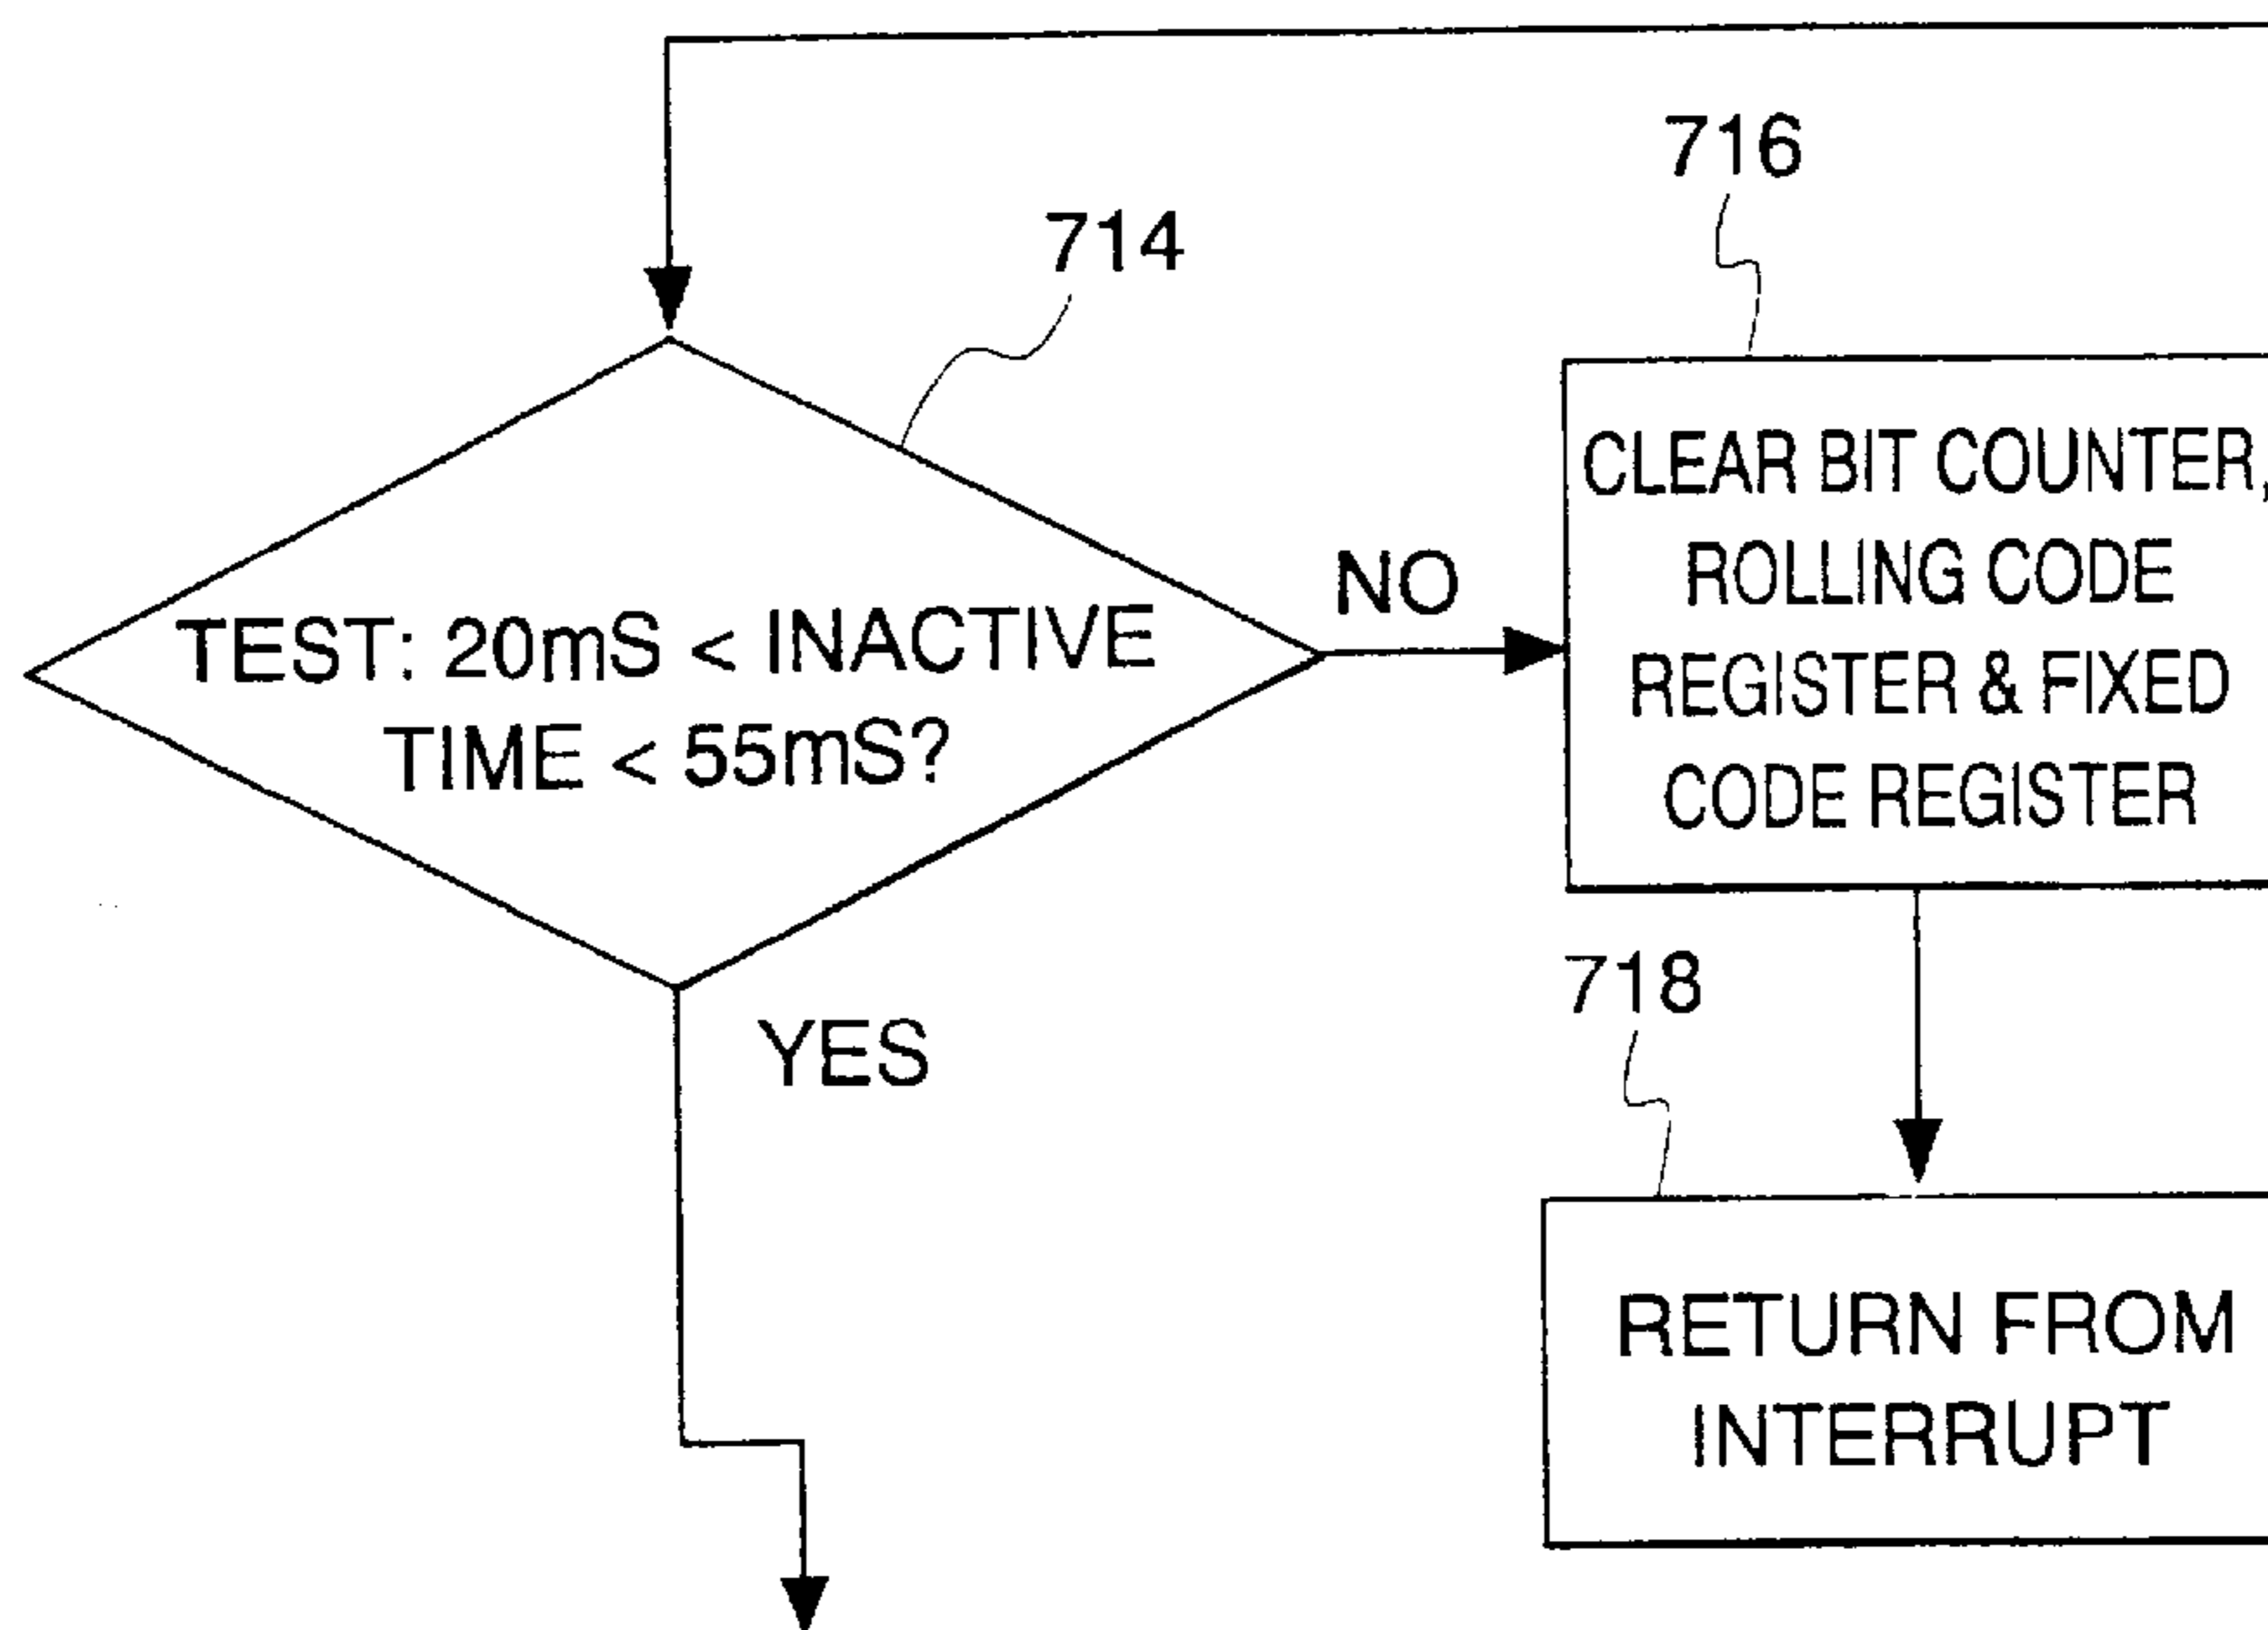 716
714
CLEAR BIT COUNTER,
ROLLING CODE
REGISTER & FIXED
CODE REGISTER
NO
TEST: 20mS < INACTIVE
TIME < 55mS?
718
YES
RETURN FROM
INTERRUPT